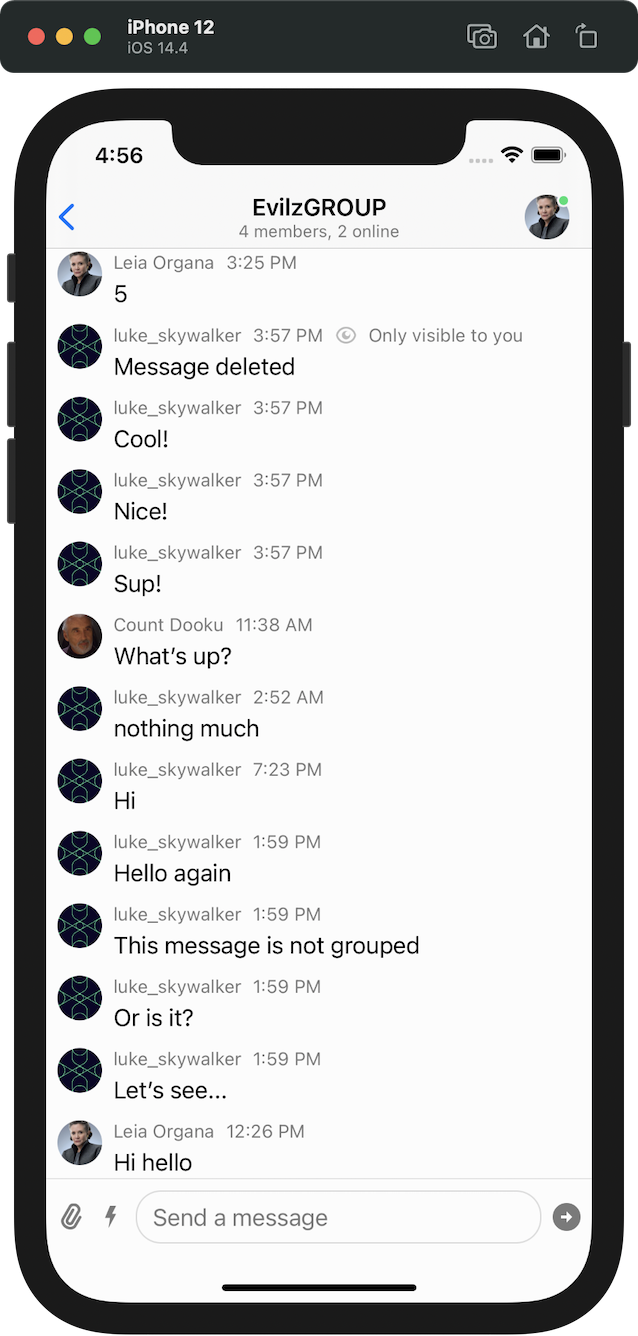 iPhone 12
iOS 14.4
4:56
EvilzGROUP
4 members, 2 online
Leia Organa 3:25 PM
5
luke_skywalker 3:57 PM Only visible to you
Message deleted
luke_skywalker 3:57 PM
Cool!
luke_skywalker 3:57 PM
Nice!
luke_skywalker 3:57 PM
Sup!
Count Dooku 11:38 AM
What’s up?
luke_skywalker 2:52 AM
nothing much
luke_skywalker 7:23 PM
Hi
luke_skywalker 1:59 PM
Hello again
luke_skywalker 1:59 PM
This message is not grouped
luke_skywalker 1:59 PM
Or is it?
luke_skywalker 1:59 PM
Let’s see...
Leia Organa 12:26 PM
Hi hello
Send a message